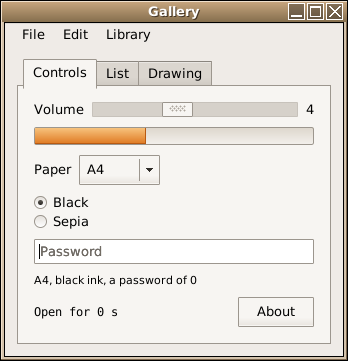 Gallery
File Edit Library
Controls List Drawing
Volume 4
Paper A4
Black
Sepia
Password
A4, black ink, a password of 0
Open for 0 s About